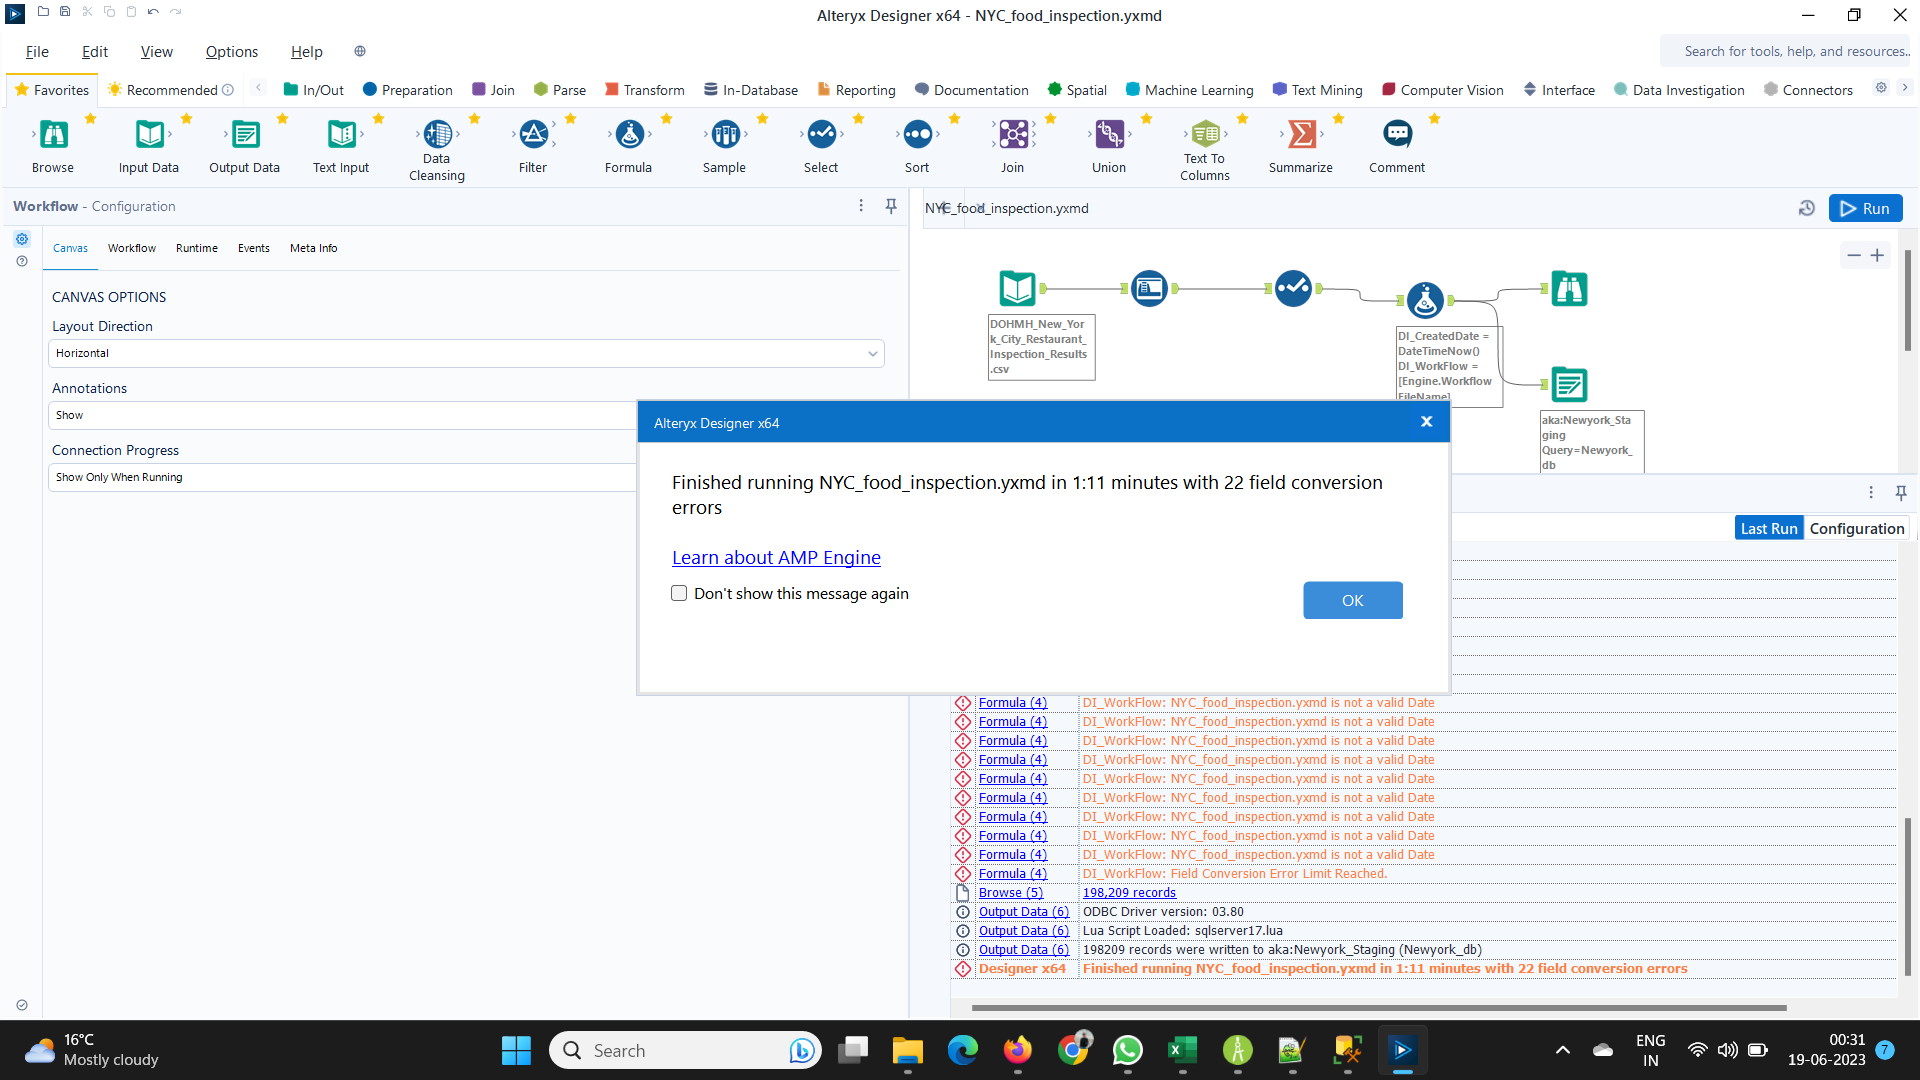 Alteryx Designer x64 - NYC_food_inspection.yxmd
File Edit View Options Help
Search for tools, help, and resources..
Favorites Recommended In/Out Preparation Join Parse Transform In-Database Reporting Documentation Spatial Machine Learning Text Mining Computer Vision Interface Data Investigation Connectors
Browse Input Data Output Data Text Input Data Cleansing Filter Formula Sample Select Sort Join Union Text To Columns Summarize Comment
Workflow - Configuration
NYC_food_inspection.yxmd
Run
Canvas Workflow Runtime Events Meta Info
CANVAS OPTIONS
Layout Direction
Horizontal
Annotations
Show
Connection Progress
Show Only When Running
DOHMH_New_Yor
k_City_Restaurant_
Inspection_Results
.csv
DI_CreatedDate =
DateTimeNow()
DI_WorkFlow =
[Engine.Workflow
FileName]
aka:Newyork_Sta
ging
Query=Newyork_
db
Alteryx Designer x64
Finished running NYC_food_inspection.yxmd in 1:11 minutes with 22 field conversion
errors
Learn about AMP Engine
Don't show this message again
OK
Last Run Configuration
Formula (4) DI_WorkFlow: NYC_food_inspection.yxmd is not a valid Date
Formula (4) DI_WorkFlow: NYC_food_inspection.yxmd is not a valid Date
Formula (4) DI_WorkFlow: NYC_food_inspection.yxmd is not a valid Date
Formula (4) DI_WorkFlow: NYC_food_inspection.yxmd is not a valid Date
Formula (4) DI_WorkFlow: NYC_food_inspection.yxmd is not a valid Date
Formula (4) DI_WorkFlow: NYC_food_inspection.yxmd is not a valid Date
Formula (4) DI_WorkFlow: NYC_food_inspection.yxmd is not a valid Date
Formula (4) DI_WorkFlow: NYC_food_inspection.yxmd is not a valid Date
Formula (4) DI_WorkFlow: NYC_food_inspection.yxmd is not a valid Date
Formula (4) DI_WorkFlow: Field Conversion Error Limit Reached.
Browse (5) 198,209 records
Output Data (6) ODBC Driver version: 03.80
Output Data (6) Lua Script Loaded: sqlserver17.lua
Output Data (6) 198209 records were written to aka:Newyork_Staging (Newyork_db)
Designer x64 Finished running NYC_food_inspection.yxmd in 1:11 minutes with 22 field conversion errors
16°C
Mostly cloudy
Search
ENG
IN
00:31
19-06-2023
7